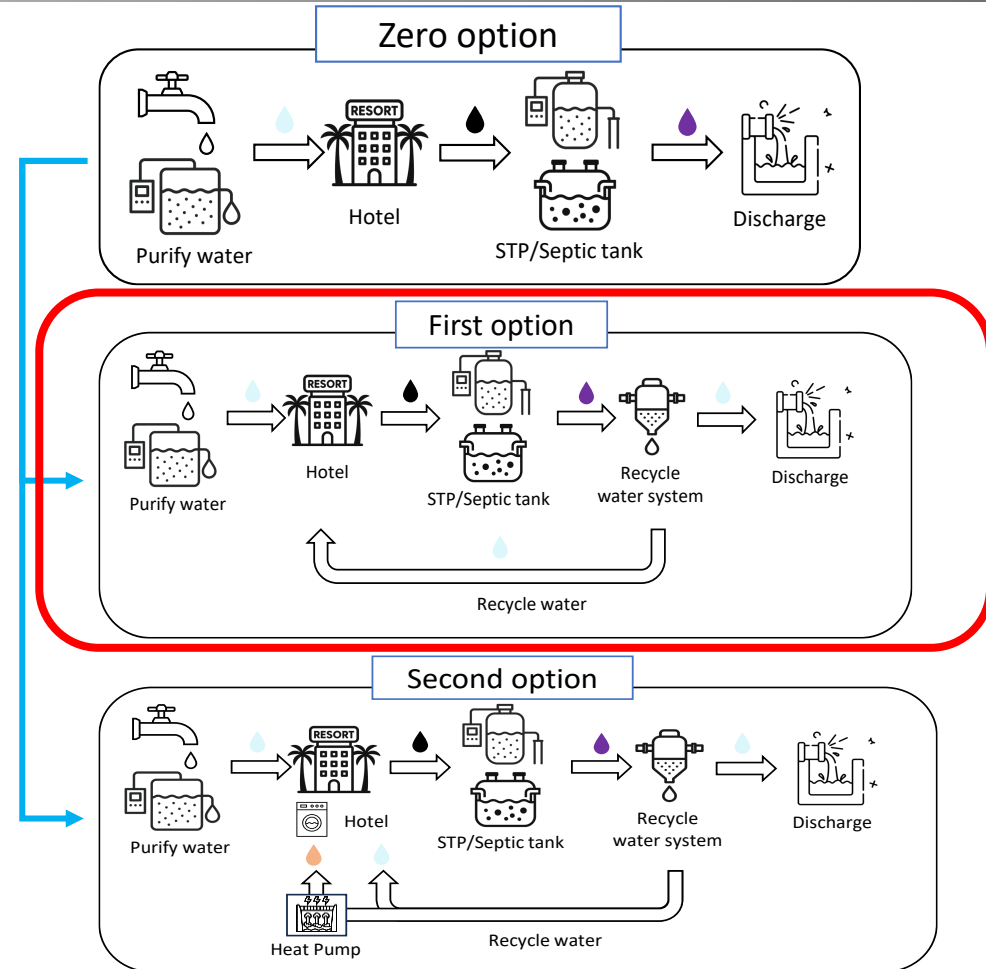 Zero option
RESORT
Hotel
Purify water
STP/Septic tank
Discharge
First option
RESORT
Hotel
Purify water
STP/Septic tank
Recycle
water system
Discharge
Recycle water
Second option
RESORT
Hotel
Purify water
STP/Septic tank
Recycle
water system
Discharge
Heat Pump
Recycle water